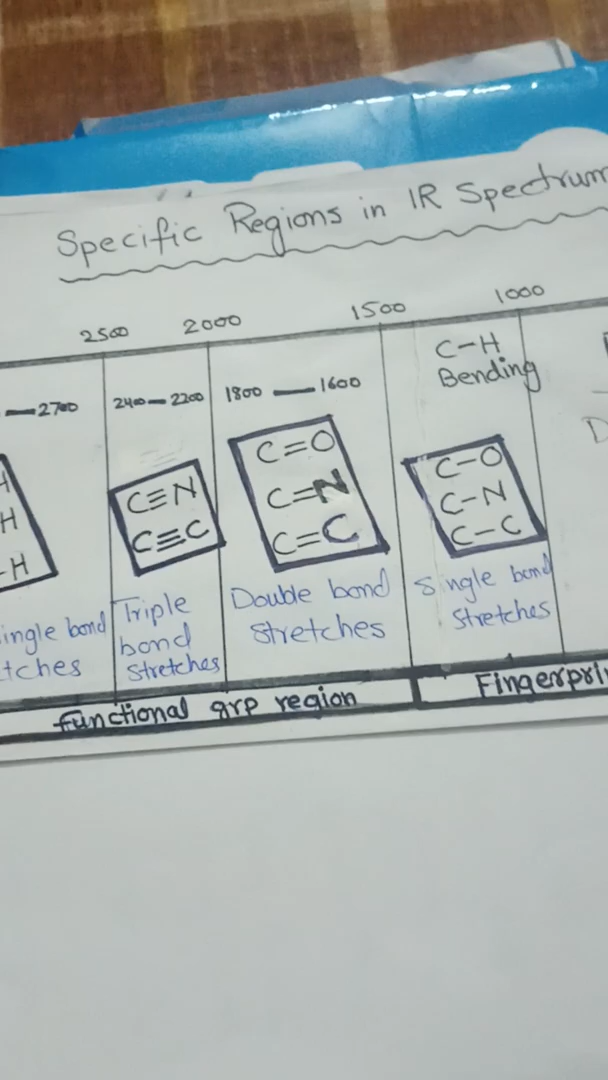 Specific Regions in IR Spectrum
2500 2000 1500 1000
C-H
Bending
—2700 2400—2200 1800—1600
C≡N
C≡C
C=O
C=N
C=C
C-O
C-N
C-C
H
H
-H
ingle bond
tches
Triple
bond
Stretches
Double bond
Stretches
Single bond
Stretches
functional grp region
Fingerpri